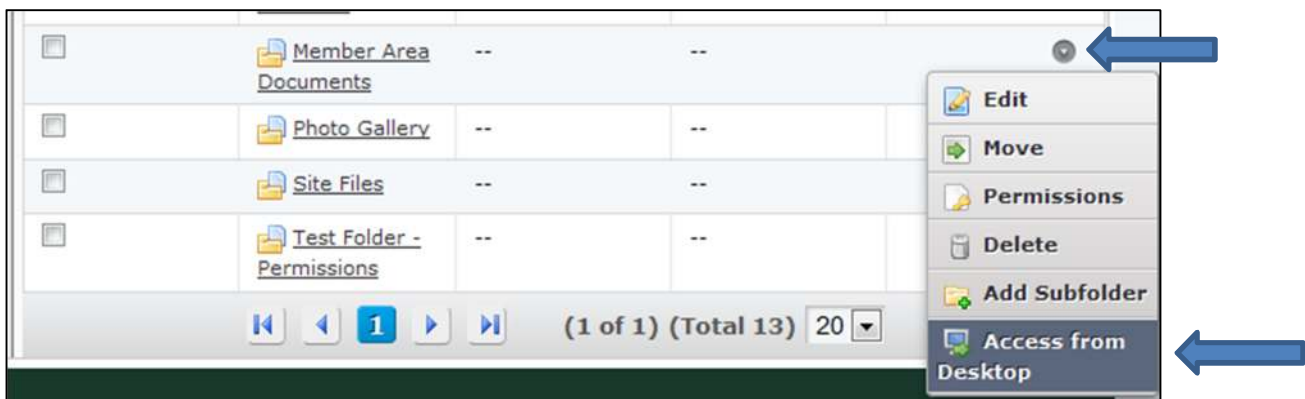 Member Area -- --
Documents
Photo Gallery -- --
Site Files -- --
Test Folder - -- --
Permissions
1 (1 of 1) (Total 13) 20
Edit
Move
Permissions
Delete
Add Subfolder
Access from
Desktop